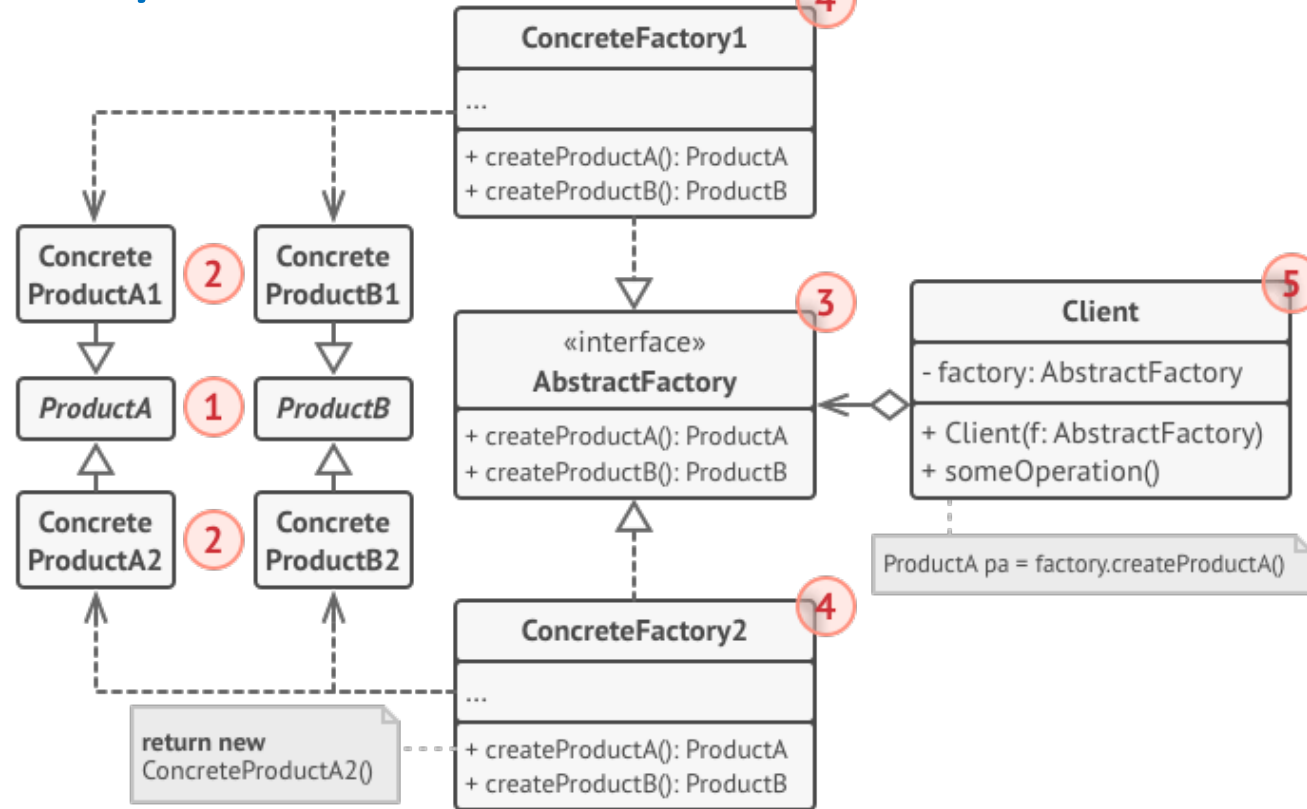 4
ConcreteFactory1
...
+ createProductA(): ProductA
+ createProductB(): ProductB
Concrete
ProductA1
2
Concrete
ProductB1
ProductA
1
ProductB
Concrete
ProductA2
2
Concrete
ProductB2
3
«interface»
AbstractFactory
+ createProductA(): ProductA
+ createProductB(): ProductB
5
Client
- factory: AbstractFactory
+ Client(f: AbstractFactory)
+ someOperation()
ProductA pa = factory.createProductA()
4
ConcreteFactory2
...
+ createProductA(): ProductA
+ createProductB(): ProductB
return new
ConcreteProductA2()